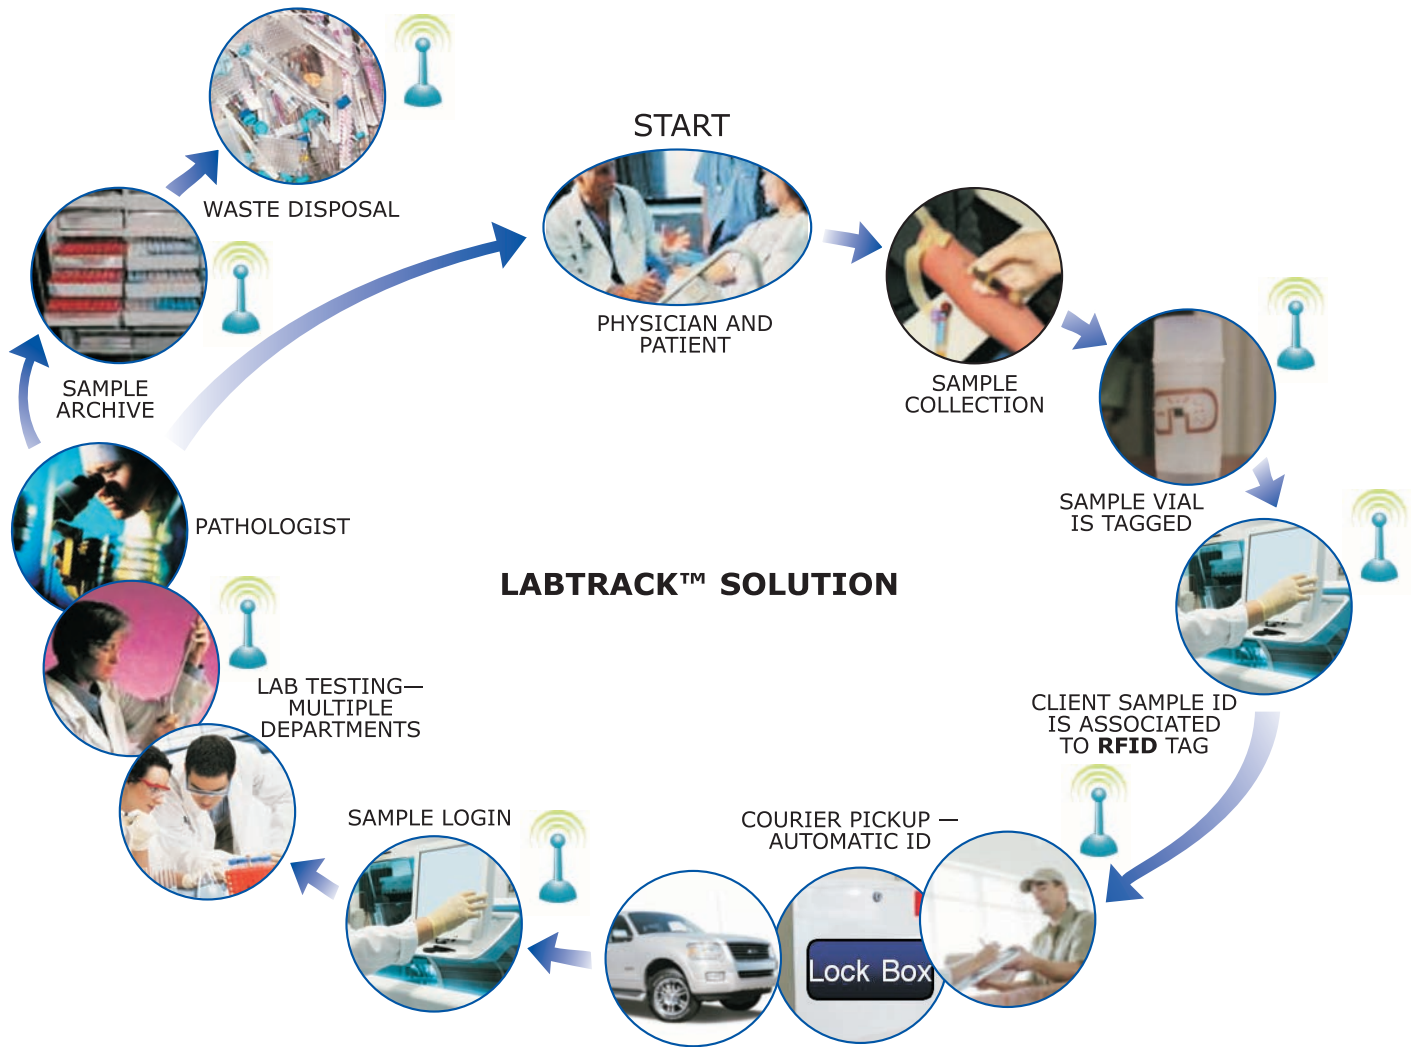 START
PHYSICIAN AND
PATIENT
SAMPLE
COLLECTION
SAMPLE VIAL
IS TAGGED
CLIENT SAMPLE ID
IS ASSOCIATED
TO RFID TAG
COURIER PICKUP —
AUTOMATIC ID
Lock Box
SAMPLE LOGIN
LAB TESTING—
MULTIPLE
DEPARTMENTS
PATHOLOGIST
SAMPLE
ARCHIVE
WASTE DISPOSAL
LABTRACK™ SOLUTION